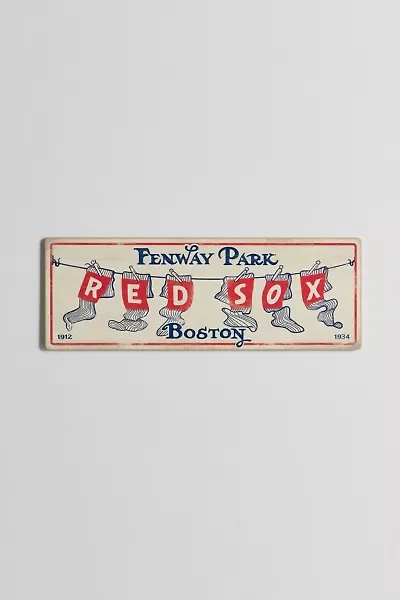 FENWAY PARK
RED SOX
BOSTON
1912 1934